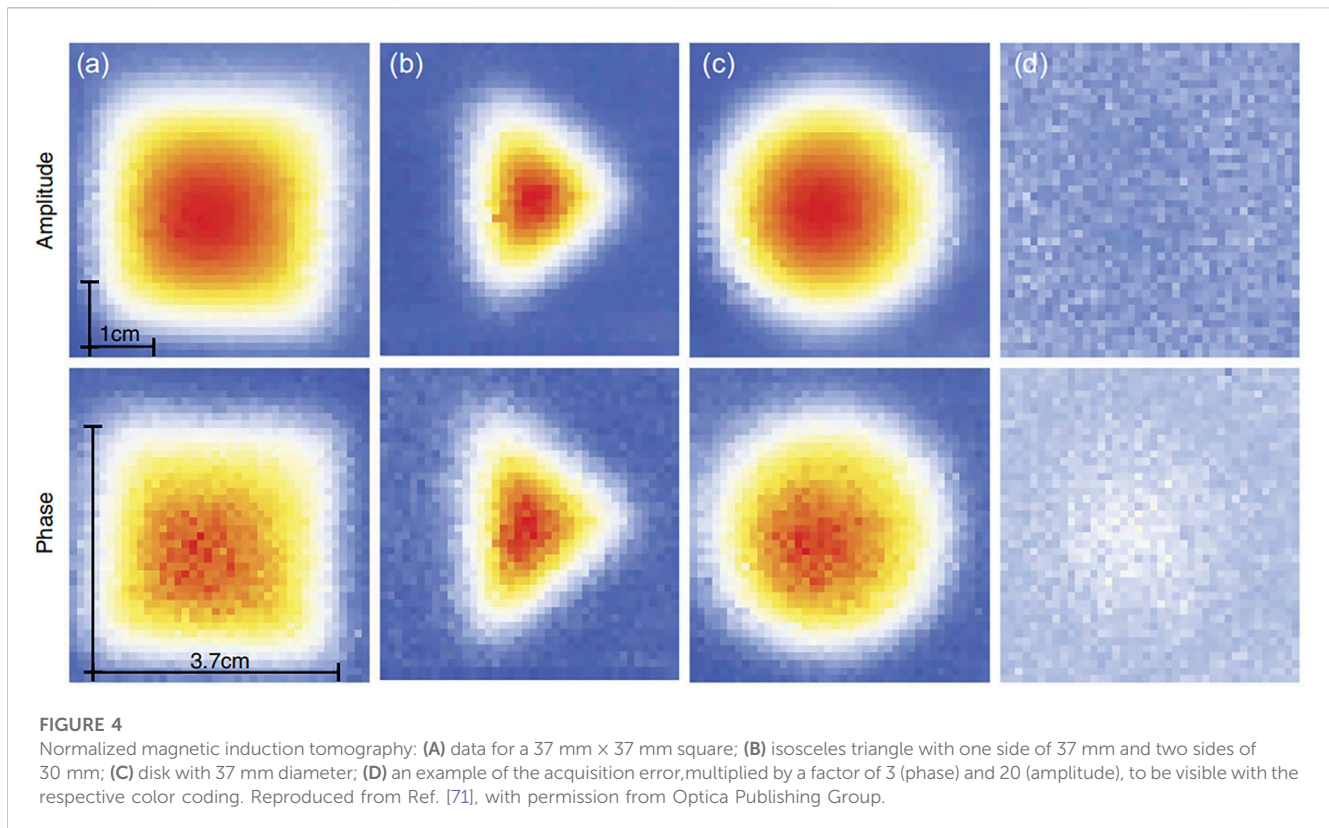 (a)
(b)
(c)
(d)
Amplitude
1cm
Phase
3.7cm
FIGURE 4
Normalized magnetic induction tomography: (A) data for a 37 mm × 37 mm square; (B) isosceles triangle with one side of 37 mm and two sides of
30 mm; (C) disk with 37 mm diameter; (D) an example of the acquisition error,multiplied by a factor of 3 (phase) and 20 (amplitude), to be visible with the
respective color coding. Reproduced from Ref. [71], with permission from Optica Publishing Group.